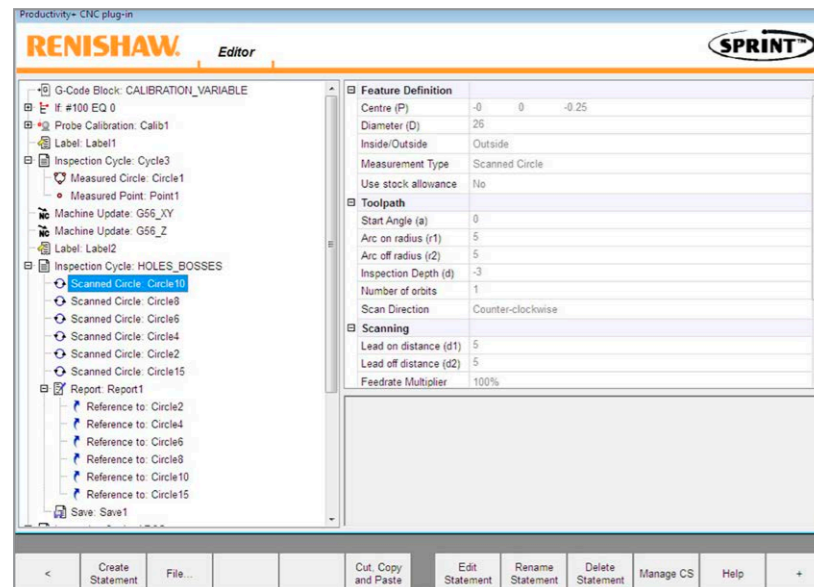 Productivity+ CNC plug-in
RENISHAW.
Editor
SPRINT™
G-Code Block: CALIBRATION_VARIABLE
If: #100 EQ 0
Probe Calibration: Calib1
Label: Label1
Inspection Cycle: Cycle3
Measured Circle: Circle1
Measured Point: Point1
Machine Update: G56_XY
Machine Update: G56_Z
Label: Label2
Inspection Cycle: HOLES_BOSSES
Scanned Circle: Circle10
Scanned Circle: Circle8
Scanned Circle: Circle6
Scanned Circle: Circle4
Scanned Circle: Circle2
Scanned Circle: Circle15
Report: Report1
Reference to: Circle2
Reference to: Circle4
Reference to: Circle6
Reference to: Circle8
Reference to: Circle10
Reference to: Circle15
Save: Save1
Feature Definition
Centre (P) -0 0 -0.25
Diameter (D) 26
Inside/Outside Outside
Measurement Type Scanned Circle
Use stock allowance No
Toolpath
Start Angle (a) 0
Arc on radius (r1) 5
Arc off radius (r2) 5
Inspection Depth (d) -3
Number of orbits 1
Scan Direction Counter-clockwise
Scanning
Lead on distance (d1) 5
Lead off distance (d2) 5
Feedrate Multiplier 100%
<
Create Statement
File...
Cut, Copy and Paste
Edit Statement
Rename Statement
Delete Statement
Manage CS
Help
+